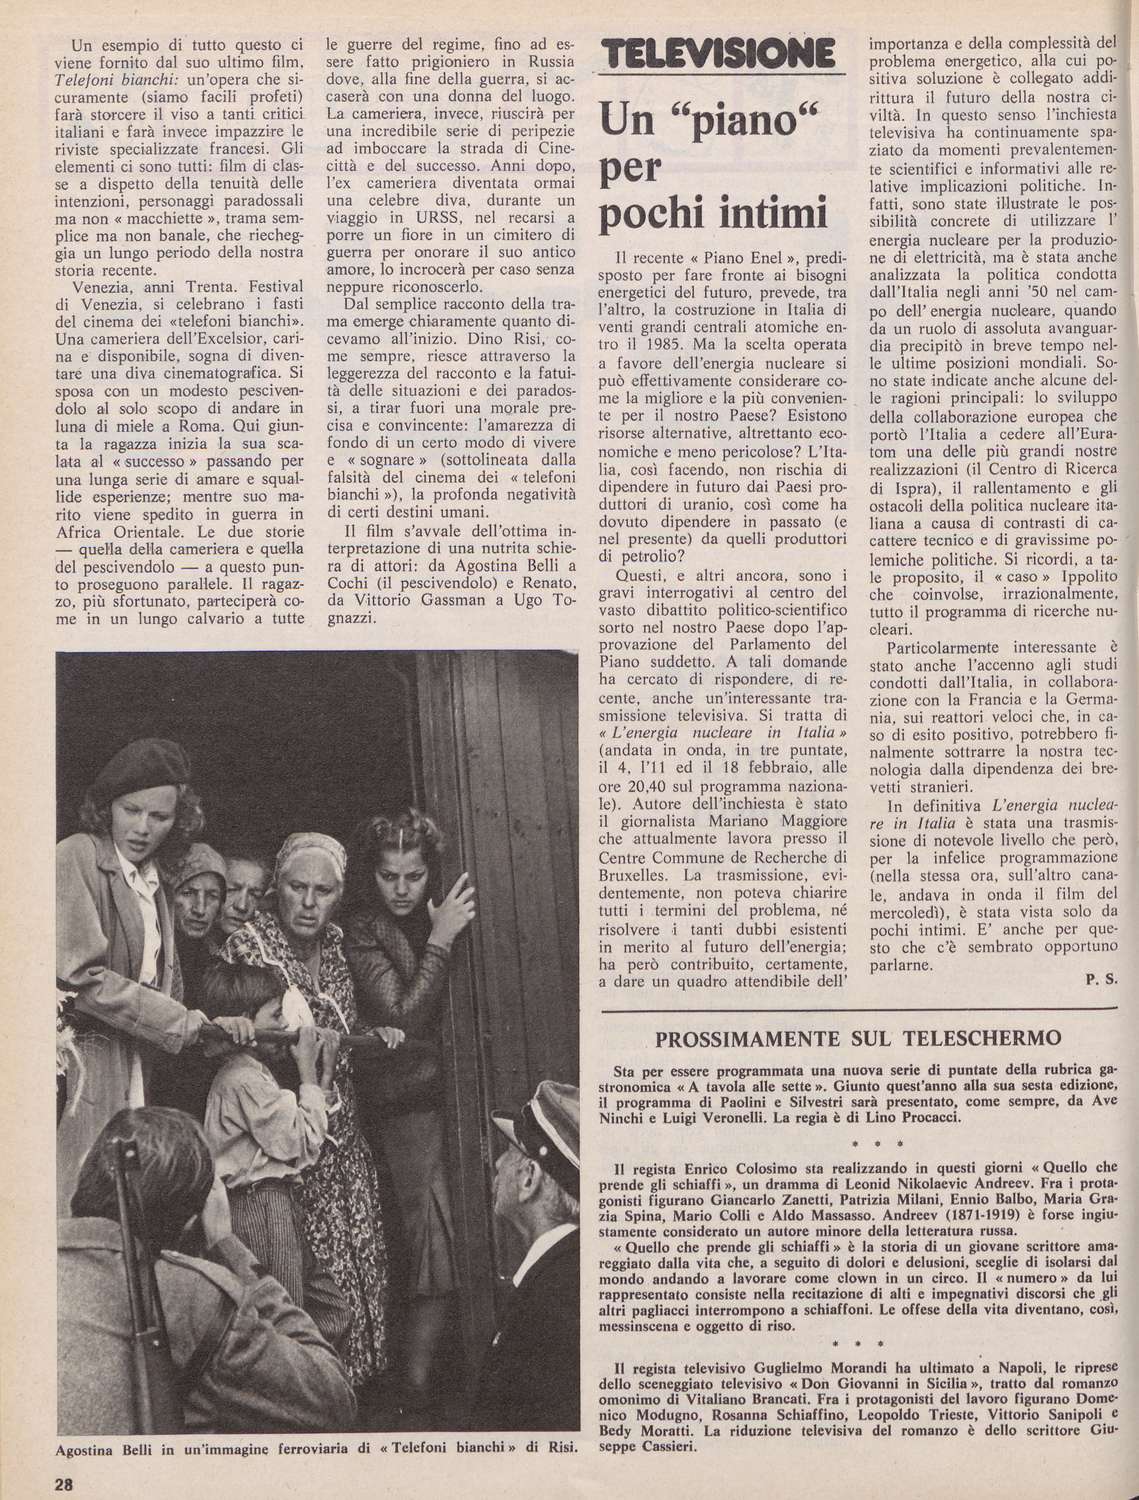 Un esempio di tutto questo ci
viene fornito dal suo ultimo film,
Telefoni bianchi: un'opera che si-
curamente (siamo facili profeti)
farà storcere il viso a tanti critici
italiani e farà invece impazzire le
riviste specializzate francesi. Gli
elementi ci sono tutti: film di clas-
se a dispetto della tenuità delle
intenzioni, personaggi paradossali
ma non « macchiette », trama sem-
plice ma non banale, che riecheg-
gia un lungo periodo della nostra
storia recente.
Venezia, anni Trenta. Festival
di Venezia, si celebrano i fasti
del cinema dei «telefoni bianchi».
Una cameriera dell'Excelsior, cari-
na e disponibile, sogna di diven-
tare una diva cinematografica. Si
sposa con un modesto pesciven-
dolo al solo scopo di andare in
luna di miele a Roma. Qui giun-
ta la ragazza inizia la sua sca-
lata al « successo » passando per
una lunga serie di amare e squal-
lide esperienze; mentre suo ma-
rito viene spedito in guerra in
Africa Orientale. Le due storie
— quella della cameriera e quella
del pescivendolo — a questo pun-
to proseguono parallele. Il ragaz-
zo, più sfortunato, parteciperà co-
me in un lungo calvario a tutte
le guerre del regime, fino ad es-
sere fatto prigioniero in Russia
dove, alla fine della guerra, si ac-
caserà con una donna del luogo.
La cameriera, invece, riuscirà per
una incredibile serie di peripezie
ad imboccare la strada di Cine-
città e del successo. Anni dopo,
l'ex cameriera diventata ormai
una celebre diva, durante un
viaggio in URSS, nel recarsi a
porre un fiore in un cimitero di
guerra per onorare il suo antico
amore, lo incrocerà per caso senza
neppure riconoscerlo.
Dal semplice racconto della tra-
ma emerge chiaramente quanto di-
cevamo all'inizio. Dino Risi, co-
me sempre, riesce attraverso la
leggerezza del racconto e la fatui-
tà delle situazioni e dei parados-
si, a tirar fuori una morale pre-
cisa e convincente: l'amarezza di
fondo di un certo modo di vivere
e « sognare » (sottolineata dalla
falsità del cinema dei « telefoni
bianchi »), la profonda negatività
di certi destini umani.
Il film s'avvale dell'ottima in-
terpretazione di una nutrita schie-
ra di attori: da Agostina Belli a
Cochi (il pescivendolo) e Renato,
da Vittorio Gassman a Ugo To-
gnazzi.
Agostina Belli in un'immagine ferroviaria di « Telefoni bianchi » di Risi.
TELEVISIONE
Un “piano“
per
pochi intimi
Il recente « Piano Enel », predi-
sposto per fare fronte ai bisogni
energetici del futuro, prevede, tra
l'altro, la costruzione in Italia di
venti grandi centrali atomiche en-
tro il 1985. Ma la scelta operata
a favore dell'energia nucleare si
può effettivamente considerare co-
me la migliore e la più convenien-
te per il nostro Paese? Esistono
risorse alternative, altrettanto eco-
nomiche e meno pericolose? L'Ita-
lia, così facendo, non rischia di
dipendere in futuro dai Paesi pro-
duttori di uranio, così come ha
dovuto dipendere in passato (e
nel presente) da quelli produttori
di petrolio?
Questi, e altri ancora, sono i
gravi interrogativi al centro del
vasto dibattito politico-scientifico
sorto nel nostro Paese dopo l'ap-
provazione del Parlamento del
Piano suddetto. A tali domande
ha cercato di rispondere, di re-
cente, anche un'interessante tra-
smissione televisiva. Si tratta di
« L'energia nucleare in Italia »
(andata in onda, in tre puntate,
il 4, l'11 ed il 18 febbraio, alle
ore 20,40 sul programma naziona-
le). Autore dell'inchiesta è stato
il giornalista Mariano Maggiore
che attualmente lavora presso il
Centre Commune de Recherche di
Bruxelles. La trasmissione, evi-
dentemente, non poteva chiarire
tutti i termini del problema, né
risolvere i tanti dubbi esistenti
in merito al futuro dell'energia;
ha però contribuito, certamente,
a dare un quadro attendibile dell'
importanza e della complessità del
problema energetico, alla cui po-
sitiva soluzione è collegato addi-
rittura il futuro della nostra ci-
viltà. In questo senso l'inchiesta
televisiva ha continuamente spa-
ziato da momenti prevalentemen-
te scientifici e informativi alle re-
lative implicazioni politiche. In-
fatti, sono state illustrate le pos-
sibilità concrete di utilizzare l'
energia nucleare per la produzio-
ne di elettricità, ma è stata anche
analizzata la politica condotta
dall'Italia negli anni '50 nel cam-
po dell' energia nucleare, quando
da un ruolo di assoluta avanguar-
dia precipitò in breve tempo nel-
le ultime posizioni mondiali. So-
no state indicate anche alcune del-
le ragioni principali: lo sviluppo
della collaborazione europea che
portò l'Italia a cedere all'Eura-
tom una delle più grandi nostre
realizzazioni (il Centro di Ricerca
di Ispra), il rallentamento e gli
ostacoli della politica nucleare ita-
liana a causa di contrasti di ca-
cattere tecnico e di gravissime po-
lemiche politiche. Si ricordi, a ta-
le proposito, il « caso » Ippolito
che coinvolse, irrazionalmente,
tutto il programma di ricerche nu-
cleari.
Particolarmente interessante è
stato anche l'accenno agli studi
condotti dall'Italia, in collabora-
zione con la Francia e la Germa-
nia, sui reattori veloci che, in ca-
so di esito positivo, potrebbero fi-
nalmente sottrarre la nostra tec-
nologia dalla dipendenza dei bre-
vetti stranieri.
In definitiva L'energia nuclea-
re in Italia è stata una trasmis-
sione di notevole livello che però,
per la infelice programmazione
(nella stessa ora, sull'altro cana-
le, andava in onda il film del
mercoledì), è stata vista solo da
pochi intimi. E' anche per que-
sto che c'è sembrato opportuno
parlarne.
P. S.
PROSSIMAMENTE SUL TELESCHERMO
Sta per essere programmata una nuova serie di puntate della rubrica ga-
stronomica « A tavola alle sette ». Giunto quest'anno alla sua sesta edizione,
il programma di Paolini e Silvestri sarà presentato, come sempre, da Ave
Ninchi e Luigi Veronelli. La regia è di Lino Procacci.
* * *
Il regista Enrico Colosimo sta realizzando in questi giorni « Quello che
prende gli schiaffi », un dramma di Leonid Nikolaevic Andreev. Fra i prota-
gonisti figurano Giancarlo Zanetti, Patrizia Milani, Ennio Balbo, Maria Gra-
zia Spina, Mario Colli e Aldo Massasso. Andreev (1871-1919) è forse ingiu-
stamente considerato un autore minore della letteratura russa.
« Quello che prende gli schiaffi » è la storia di un giovane scrittore ama-
reggiato dalla vita che, a seguito di dolori e delusioni, sceglie di isolarsi dal
mondo andando a lavorare come clown in un circo. Il « numero » da lui
rappresentato consiste nella recitazione di alti e impegnativi discorsi che gli
altri pagliacci interrompono a schiaffoni. Le offese della vita diventano, così,
messinscena e oggetto di riso.
* * *
Il regista televisivo Guglielmo Morandi ha ultimato a Napoli, le riprese
dello sceneggiato televisivo « Don Giovanni in Sicilia », tratto dal romanzo
omonimo di Vitaliano Brancati. Fra i protagonisti del lavoro figurano Dome-
nico Modugno, Rosanna Schiaffino, Leopoldo Trieste, Vittorio Sanipoli e
Bedy Moratti. La riduzione televisiva del romanzo è dello scrittore Giu-
seppe Cassieri.
28